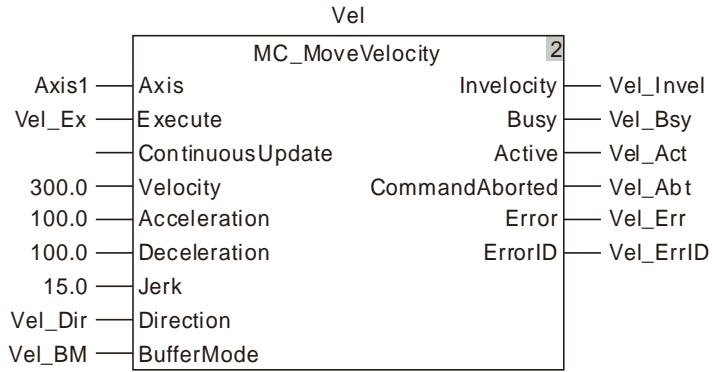 Vel
MC_MoveVelocity 2
Axis1 Axis Invelocity Vel_Invel
Vel_Ex Execute Busy Vel_Bsy
ContinuousUpdate Active Vel_Act
300.0 Velocity CommandAborted Vel_Abt
100.0 Acceleration Error Vel_Err
100.0 Deceleration ErrorID Vel_ErrID
15.0 Jerk
Vel_Dir Direction
Vel_BM BufferMode